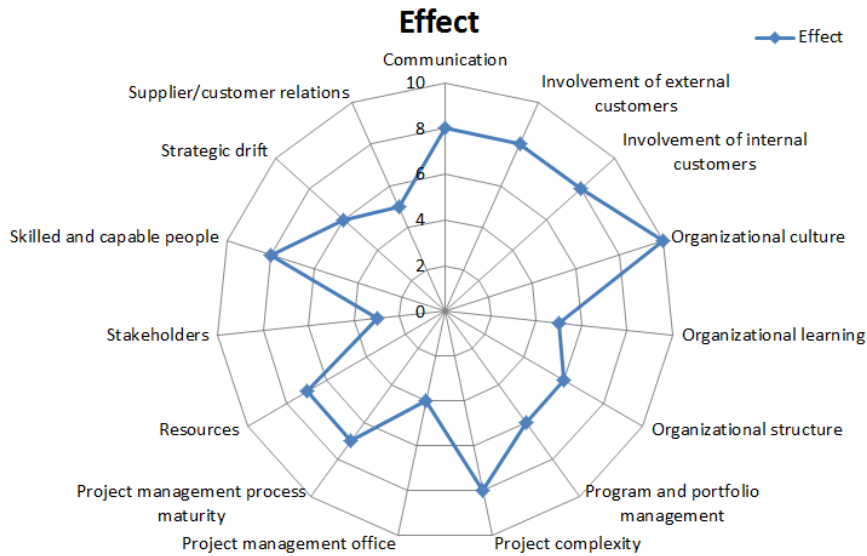 Effect
Effect
Communication
Involvement of external
customers
Involvement of internal
customers
Organizational culture
Organizational learning
Organizational structure
Program and portfolio
management
Project complexity
Project management office
Project management process
maturity
Resources
Stakeholders
Skilled and capable people
Strategic drift
Supplier/customer relations
10
8
6
4
2
0